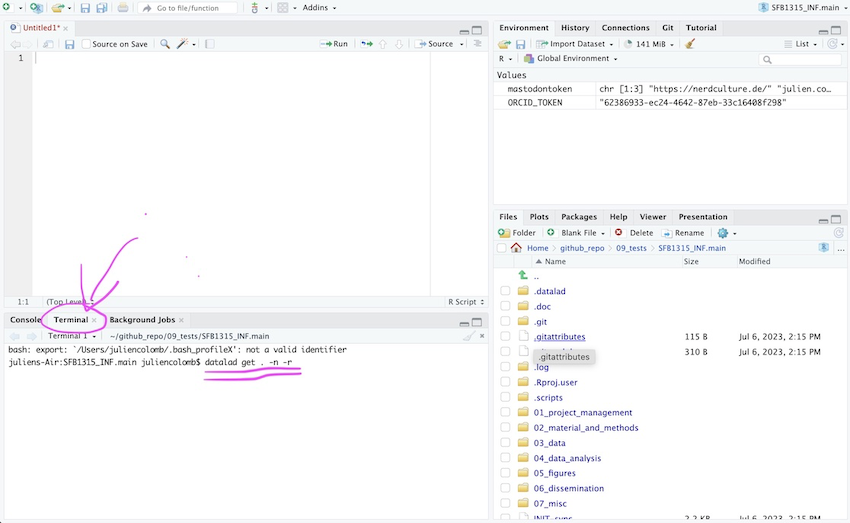 Go to file/function
Addins
SFB1315_INF.main
Untitled1*
Source on Save
Run
Source
1
1:1
(Top Level)
R Script
Console
Terminal
Background Jobs
Terminal 1
~/github_repo/09_tests/SFB1315_INF.main
bash: export: `/Users/juliencolomb/.bash_profileX': not a valid identifier
juliens-Air:SFB1315_INF.main juliencolomb$ datalad get . -n -r
Environment
History
Connections
Git
Tutorial
Import Dataset
141 MiB
List
R
Global Environment
Values
mastodontoken
chr [1:3] "https://nerdculture.de/" "julien.co…
ORCID_TOKEN
"62386933-ec24-4642-87eb-33c16408f298"
Files
Plots
Packages
Help
Viewer
Presentation
Folder
Blank File
Delete
Rename
Home
github_repo
09_tests
SFB1315_INF.main
...
Name
Size
Modified
..
.datalad
.doc
.git
.gitattributes
115 B
Jul 6, 2023, 2:15 PM
310 B
Jul 6, 2023, 2:15 PM
.gitattributes
.log
.Rproj.user
.scripts
01_project_management
02_material_and_methods
03_data
04_data_analysis
05_figures
06_dissemination
07_misc